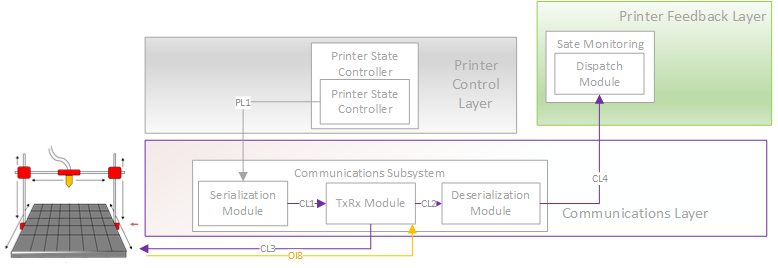 Printer Feedback Layer
Sate Monitoring
Dispatch
Module
Printer State
Controller
Printer State
Controller
Printer
Control
Layer
PL1
CL4
Communications Subsystem
Serialization
Module
CL1
TxRx Module
CL2
Deserialization
Module
Communications Layer
CL3
OI8